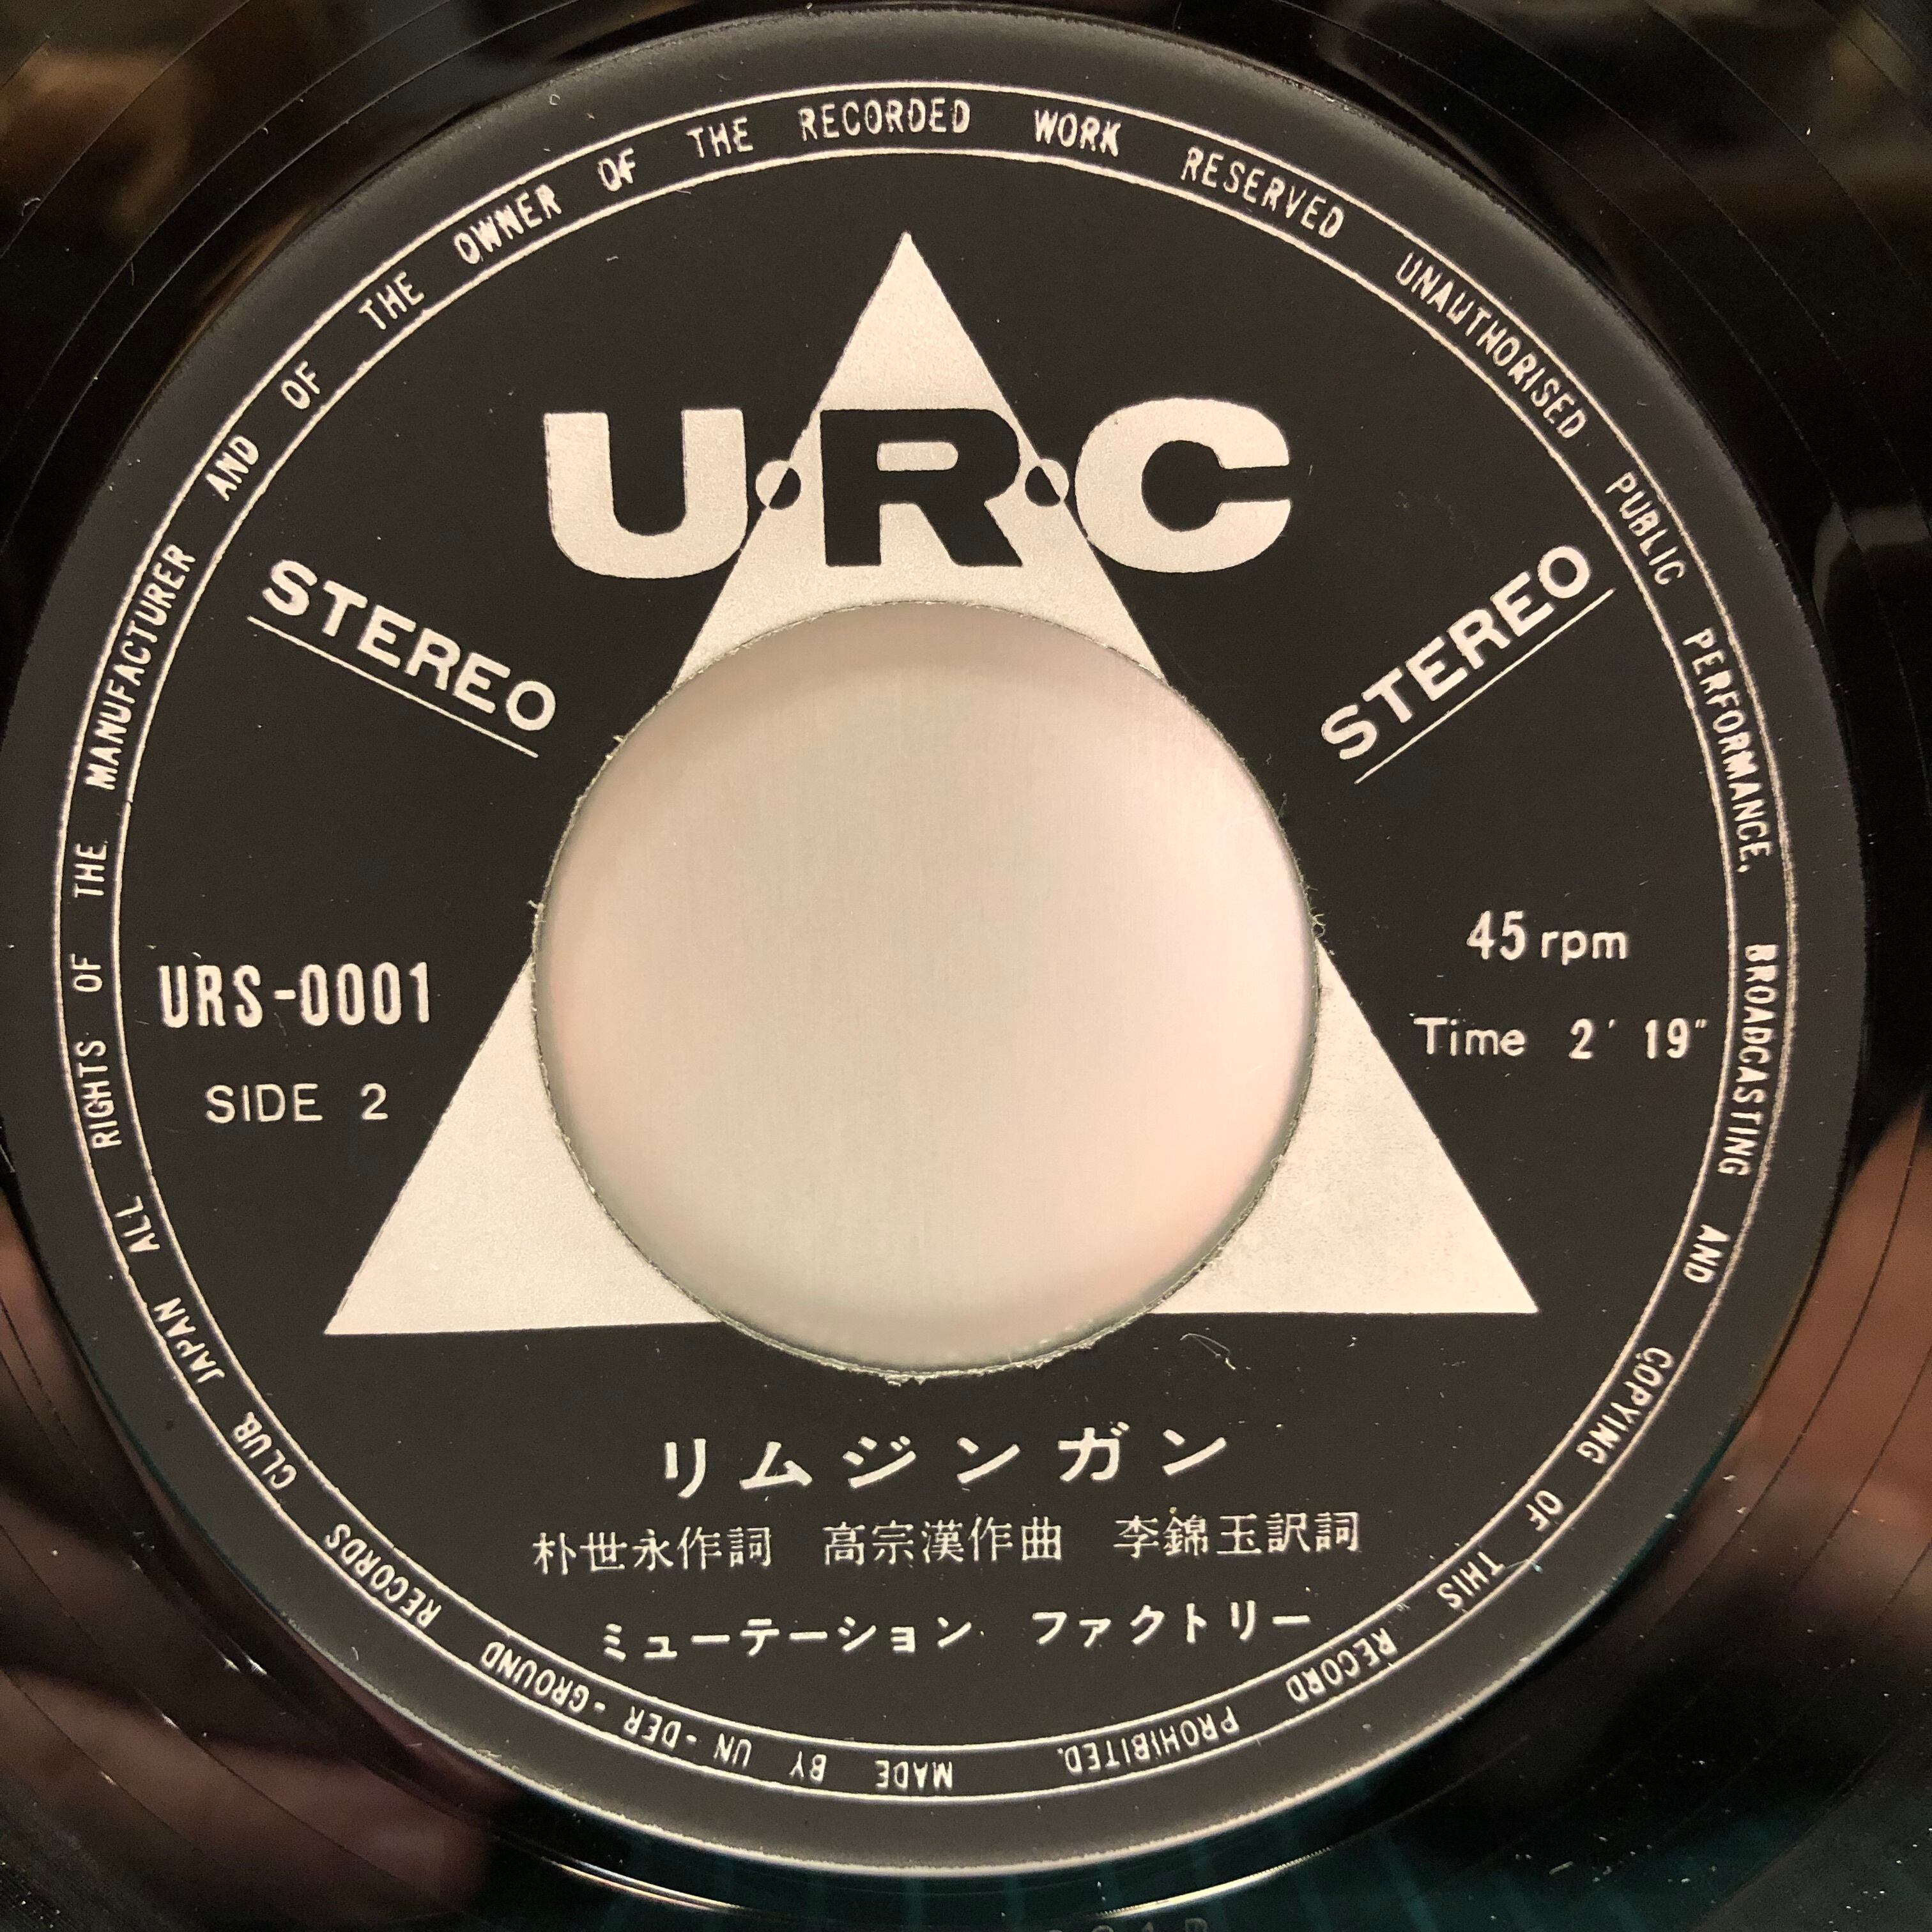 MADE BY UN-DER-GROUND RECORDS CLUB, JAPAN ALL RIGHTS OF THE MANUFACTURER AND OF THE OWNER OF THE RECORDED WORK RESERVED UNAUTHORISED PUBLIC PERFORMANCE, BROADCASTING AND COPYING OF THIS RECORD PROHIBITED.
U·R·C
STEREO
STEREO
URS-0001
SIDE 2
45 rpm
Time 2' 19"
リムジンガン
朴世永作詞 高宗漢作曲 李錦玉訳詞
ミューテーション ファクトリー